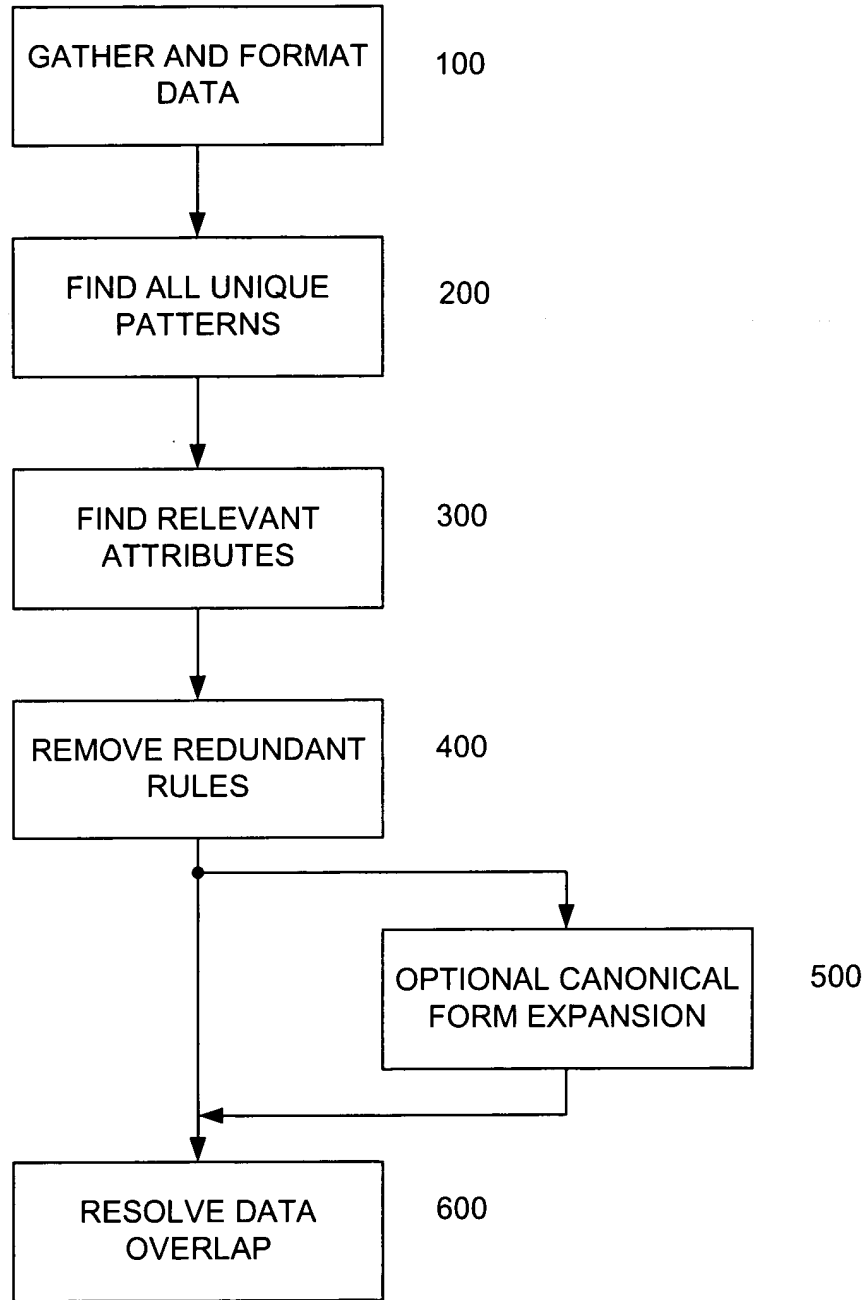 GATHER AND FORMAT
DATA
100
FIND ALL UNIQUE
PATTERNS
200
FIND RELEVANT
ATTRIBUTES
300
REMOVE REDUNDANT
RULES
400
OPTIONAL CANONICAL
FORM EXPANSION
500
RESOLVE DATA
OVERLAP
600